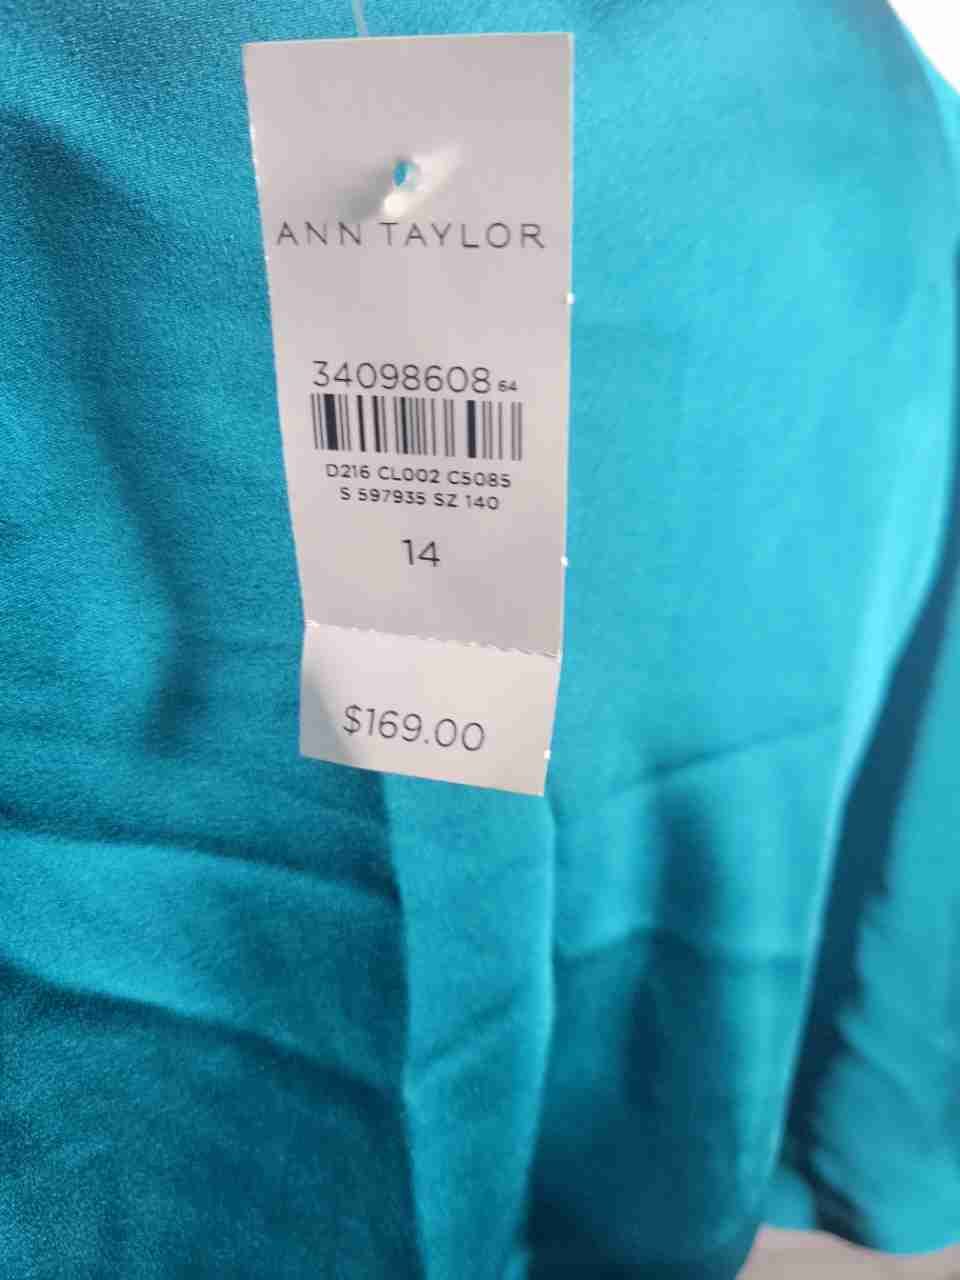 ANN TAYLOR
34098608 64
D216 CL002 C5085
S 597935 SZ 140
14
$169.00